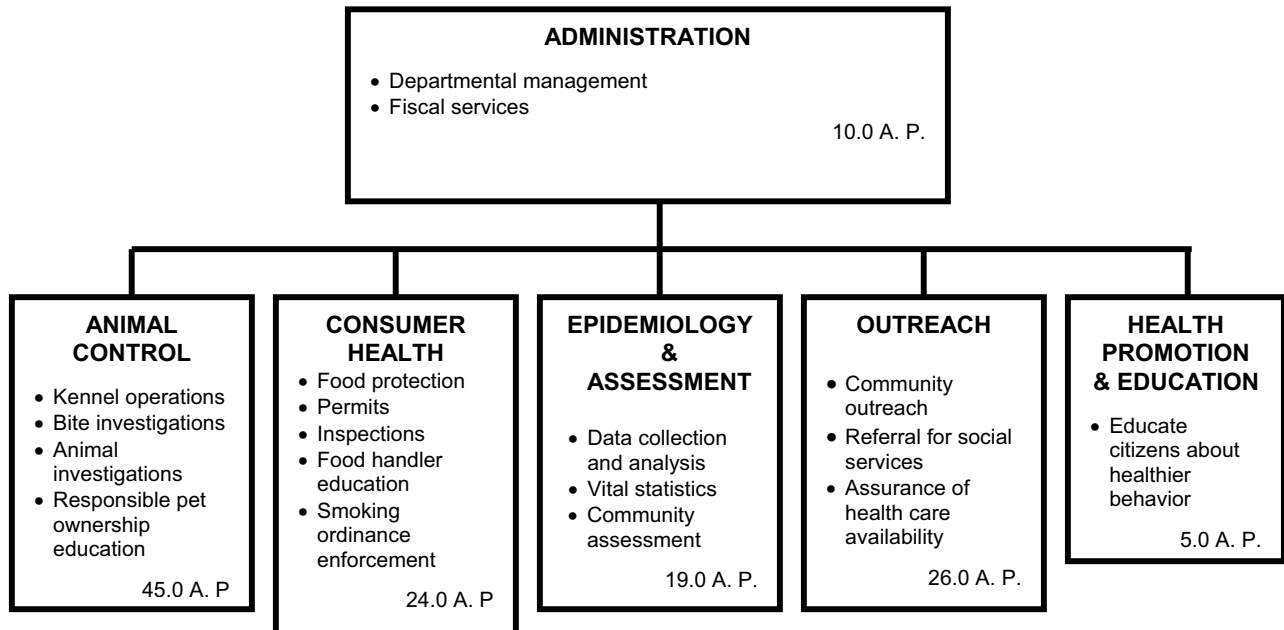 ADMINISTRATION
• Departmental management
• Fiscal services
10.0 A. P.
ANIMAL
CONTROL
• Kennel operations
• Bite investigations
• Animal
investigations
• Responsible pet
ownership
education
45.0 A. P
CONSUMER
HEALTH
• Food protection
• Permits
• Inspections
• Food handler
education
• Smoking
ordinance
enforcement
24.0 A. P
EPIDEMIOLOGY
&
ASSESSMENT
• Data collection
and analysis
• Vital statistics
• Community
assessment
19.0 A. P.
OUTREACH
• Community
outreach
• Referral for social
services
• Assurance of
health care
availability
26.0 A. P.
HEALTH
PROMOTION
& EDUCATION
• Educate
citizens about
healthier
behavior
5.0 A. P.